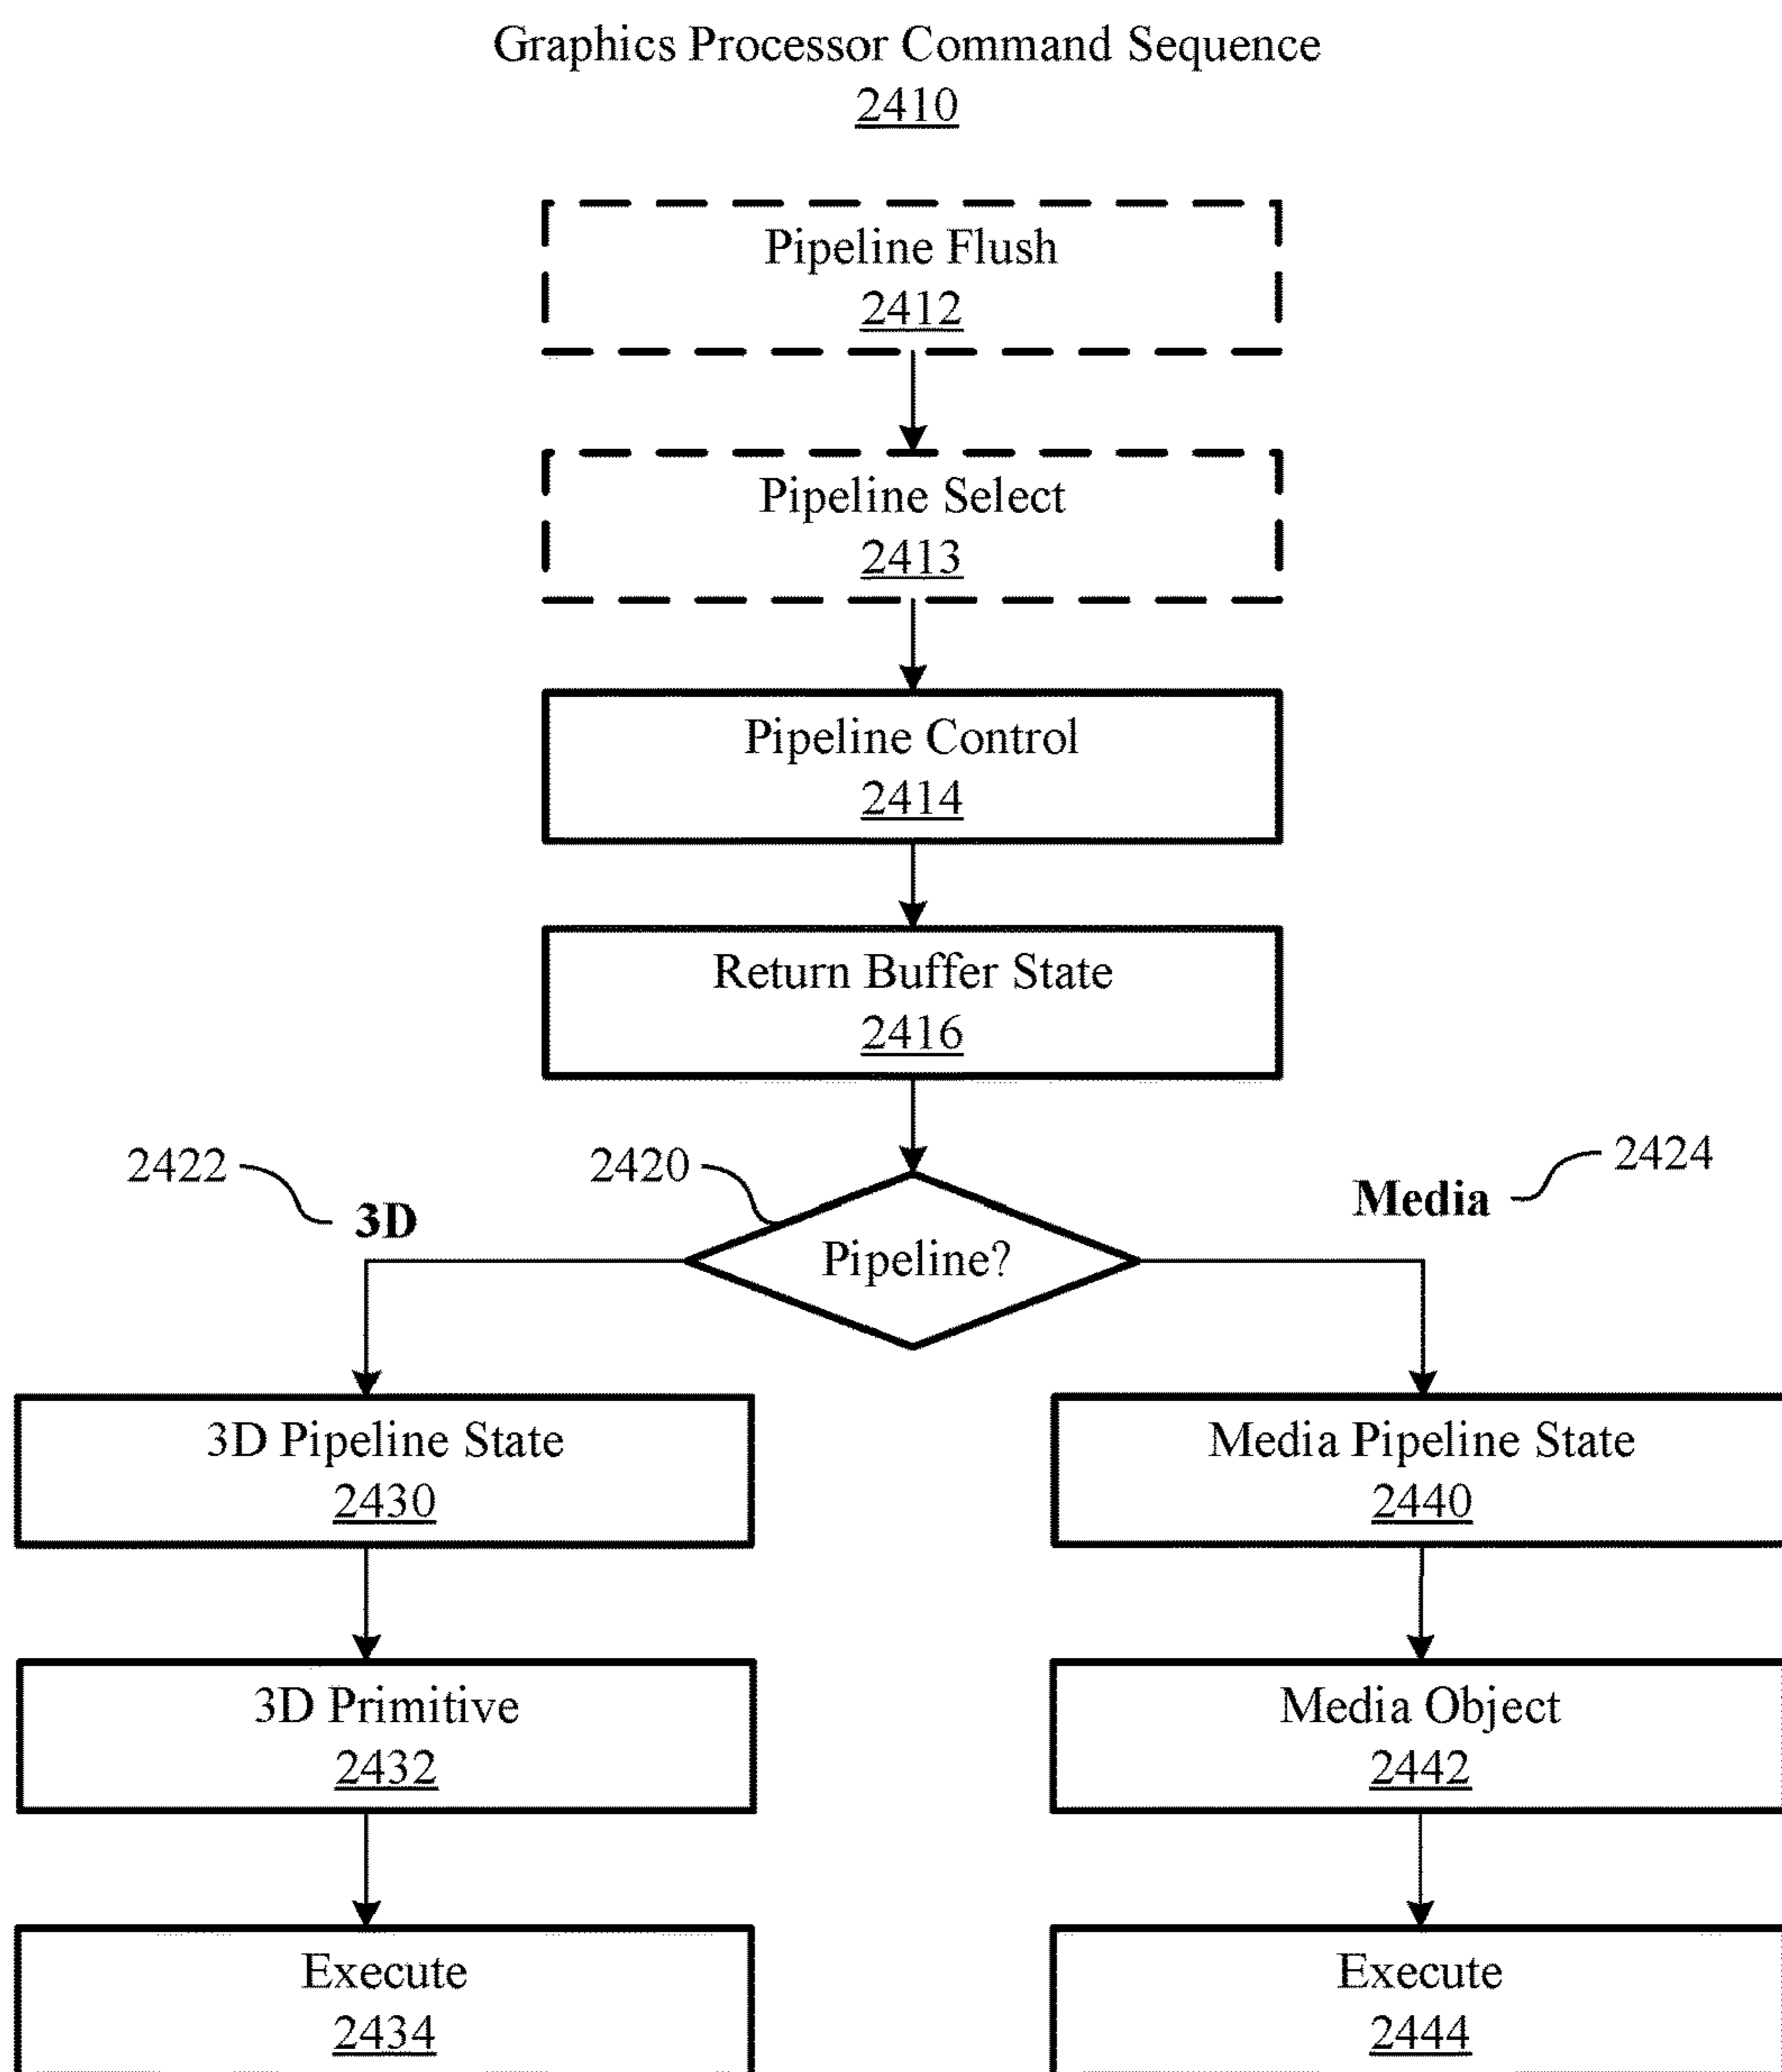 Graphics Processor Command Sequence
2410
Pipeline Flush
2412
Pipeline Select
2413
Pipeline Control
2414
Return Buffer State
2416
2422
3D
2420
Pipeline?
Media
2424
3D Pipeline State
2430
Media Pipeline State
2440
3D Primitive
2432
Media Object
2442
Execute
2434
Execute
2444